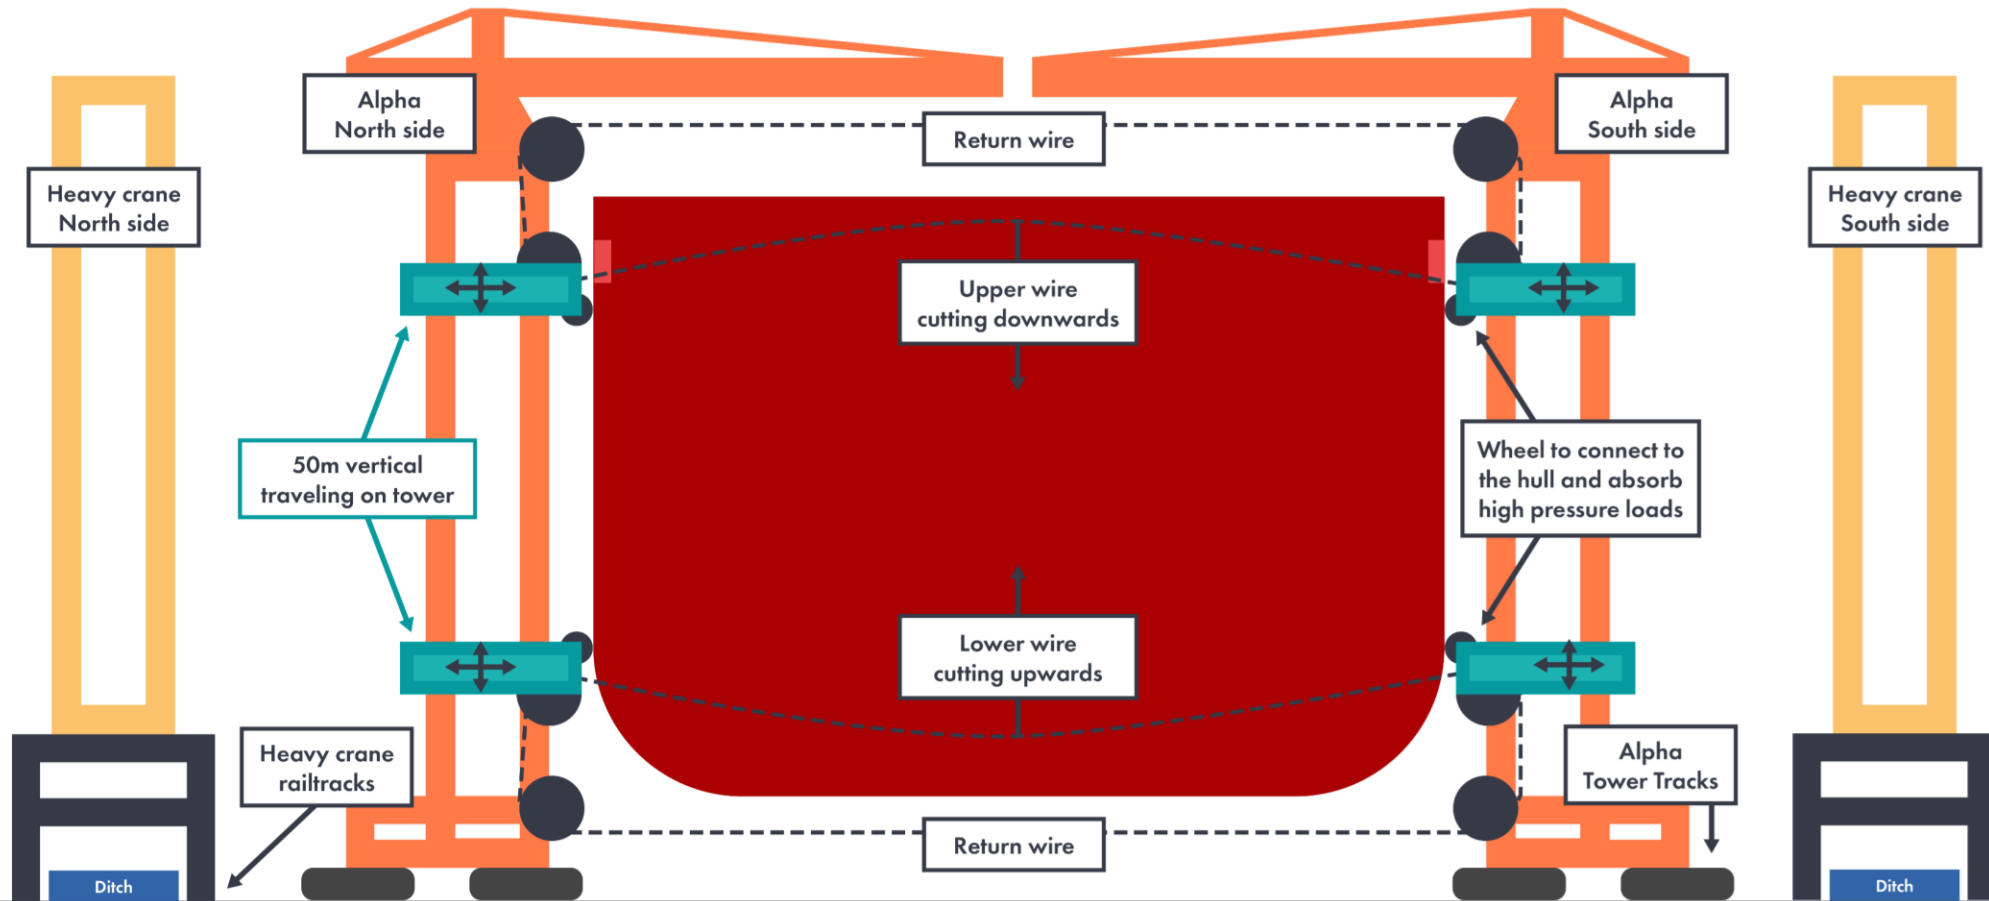 Alpha
North side
Alpha
South side
Return wire
Heavy crane
North side
Heavy crane
South side
Upper wire
cutting downwards
50m vertical
traveling on tower
Wheel to connect to
the hull and absorb
high pressure loads
Lower wire
cutting upwards
Heavy crane
railtracks
Alpha
Tower Tracks
Return wire
Ditch
Ditch